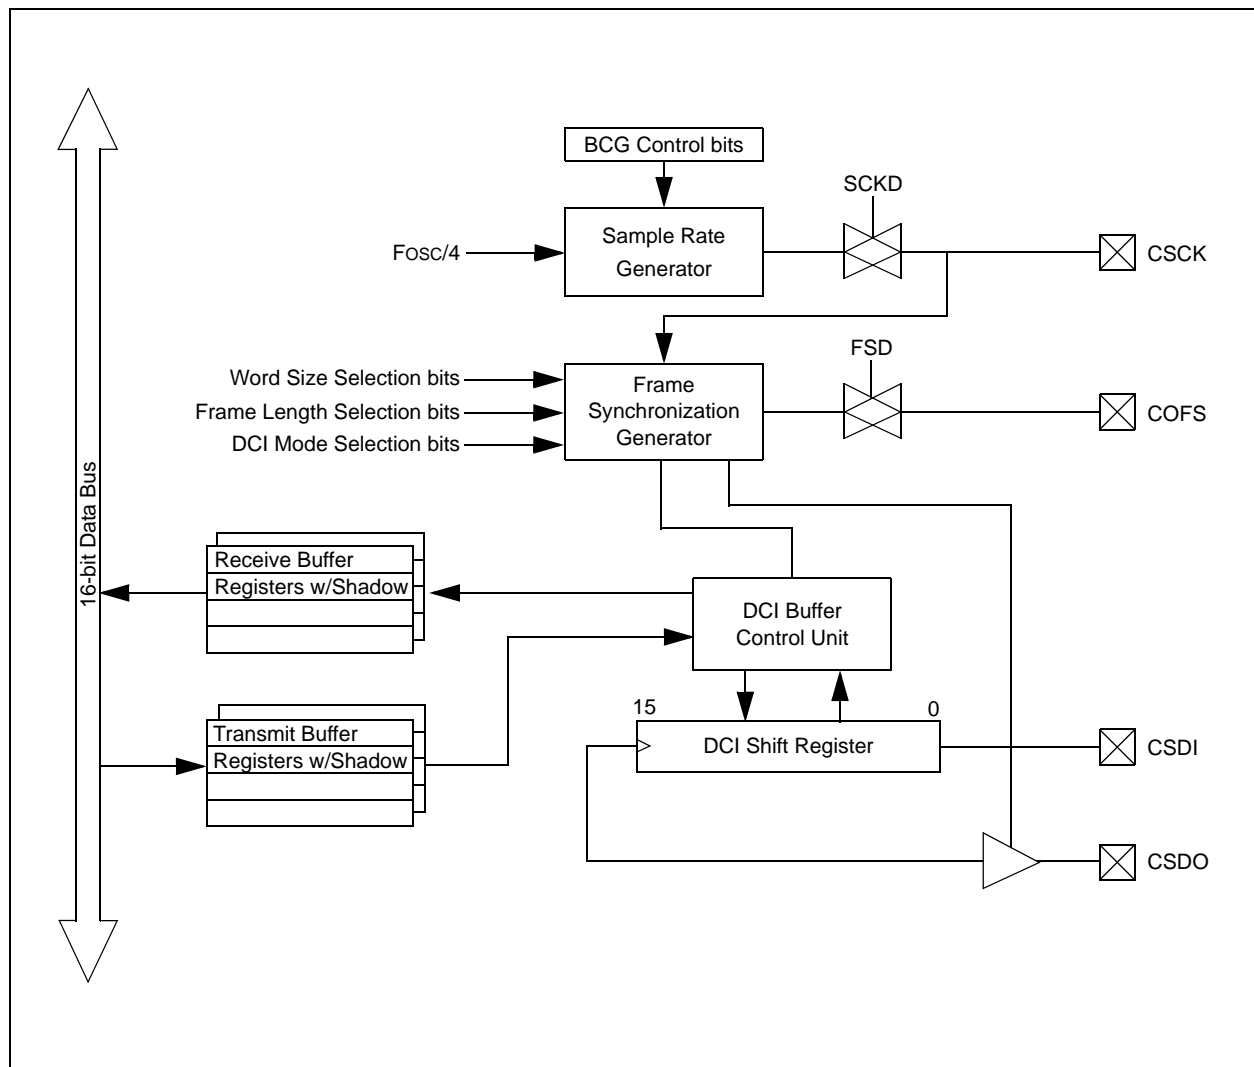 BCG Control bits
SCKD
Sample Rate
Generator
FOSC/4
CSCK
FSD
Word Size Selection bits
Frame Length Selection bits
DCI Mode Selection bits
Frame
Synchronization
Generator
COFS
16-bit Data Bus
Receive Buffer
Registers w/Shadow
DCI Buffer
Control Unit
Transmit Buffer
Registers w/Shadow
15
0
DCI Shift Register
CSDI
CSDO